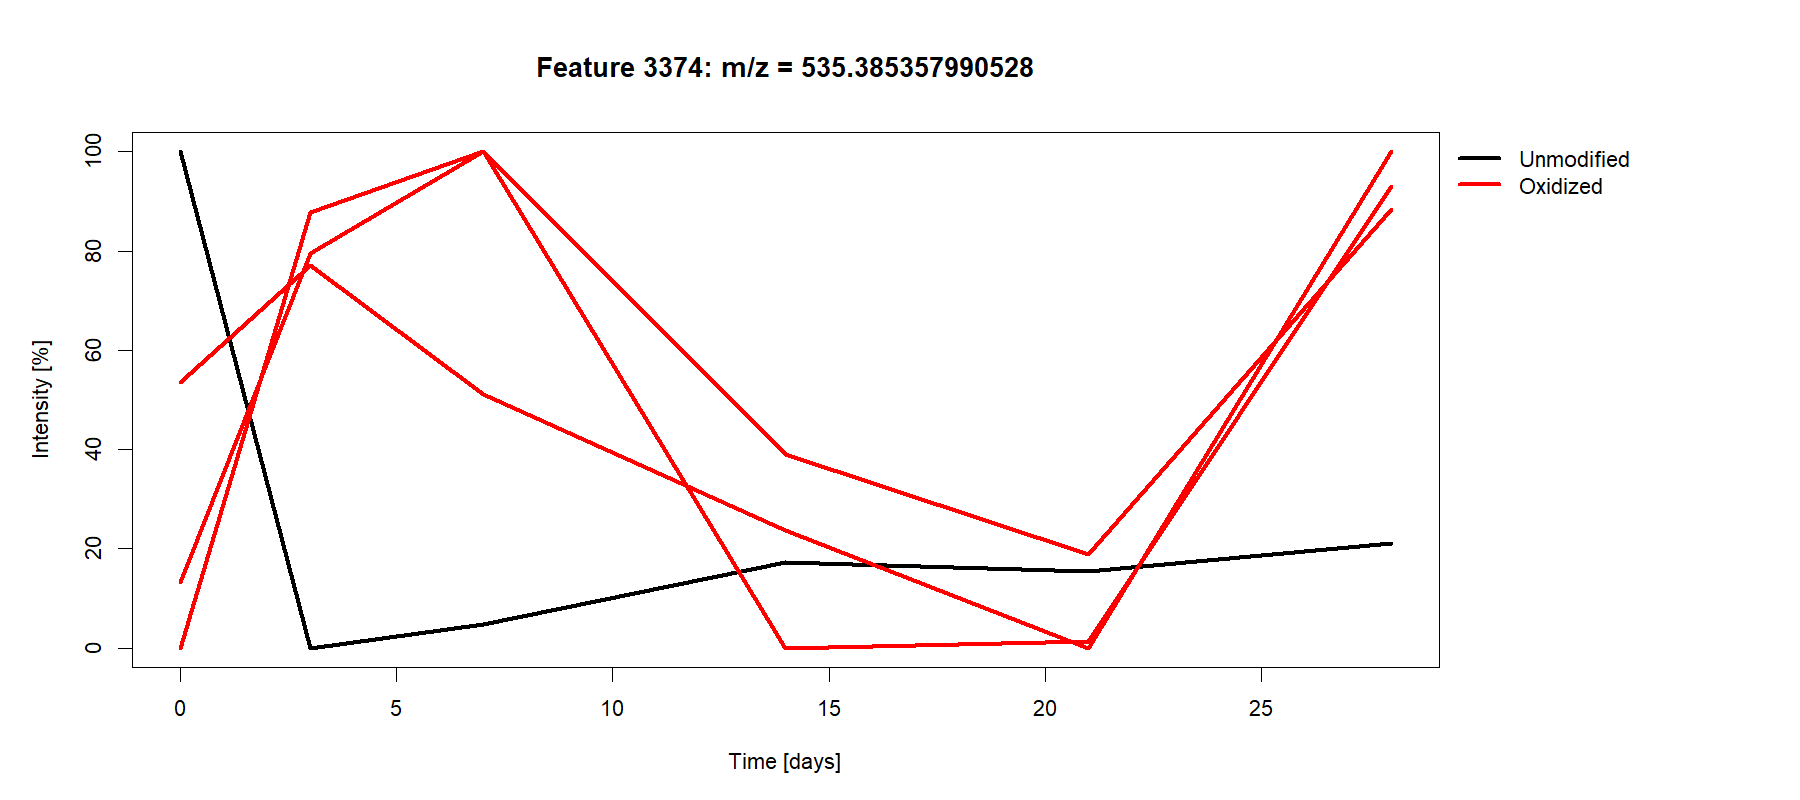 Feature 3374: m/z = 535.385357990528
Unmodified
Oxidized
Intensity [%]
100
80
60
40
20
0
0 5 10 15 20 25
Time [days]